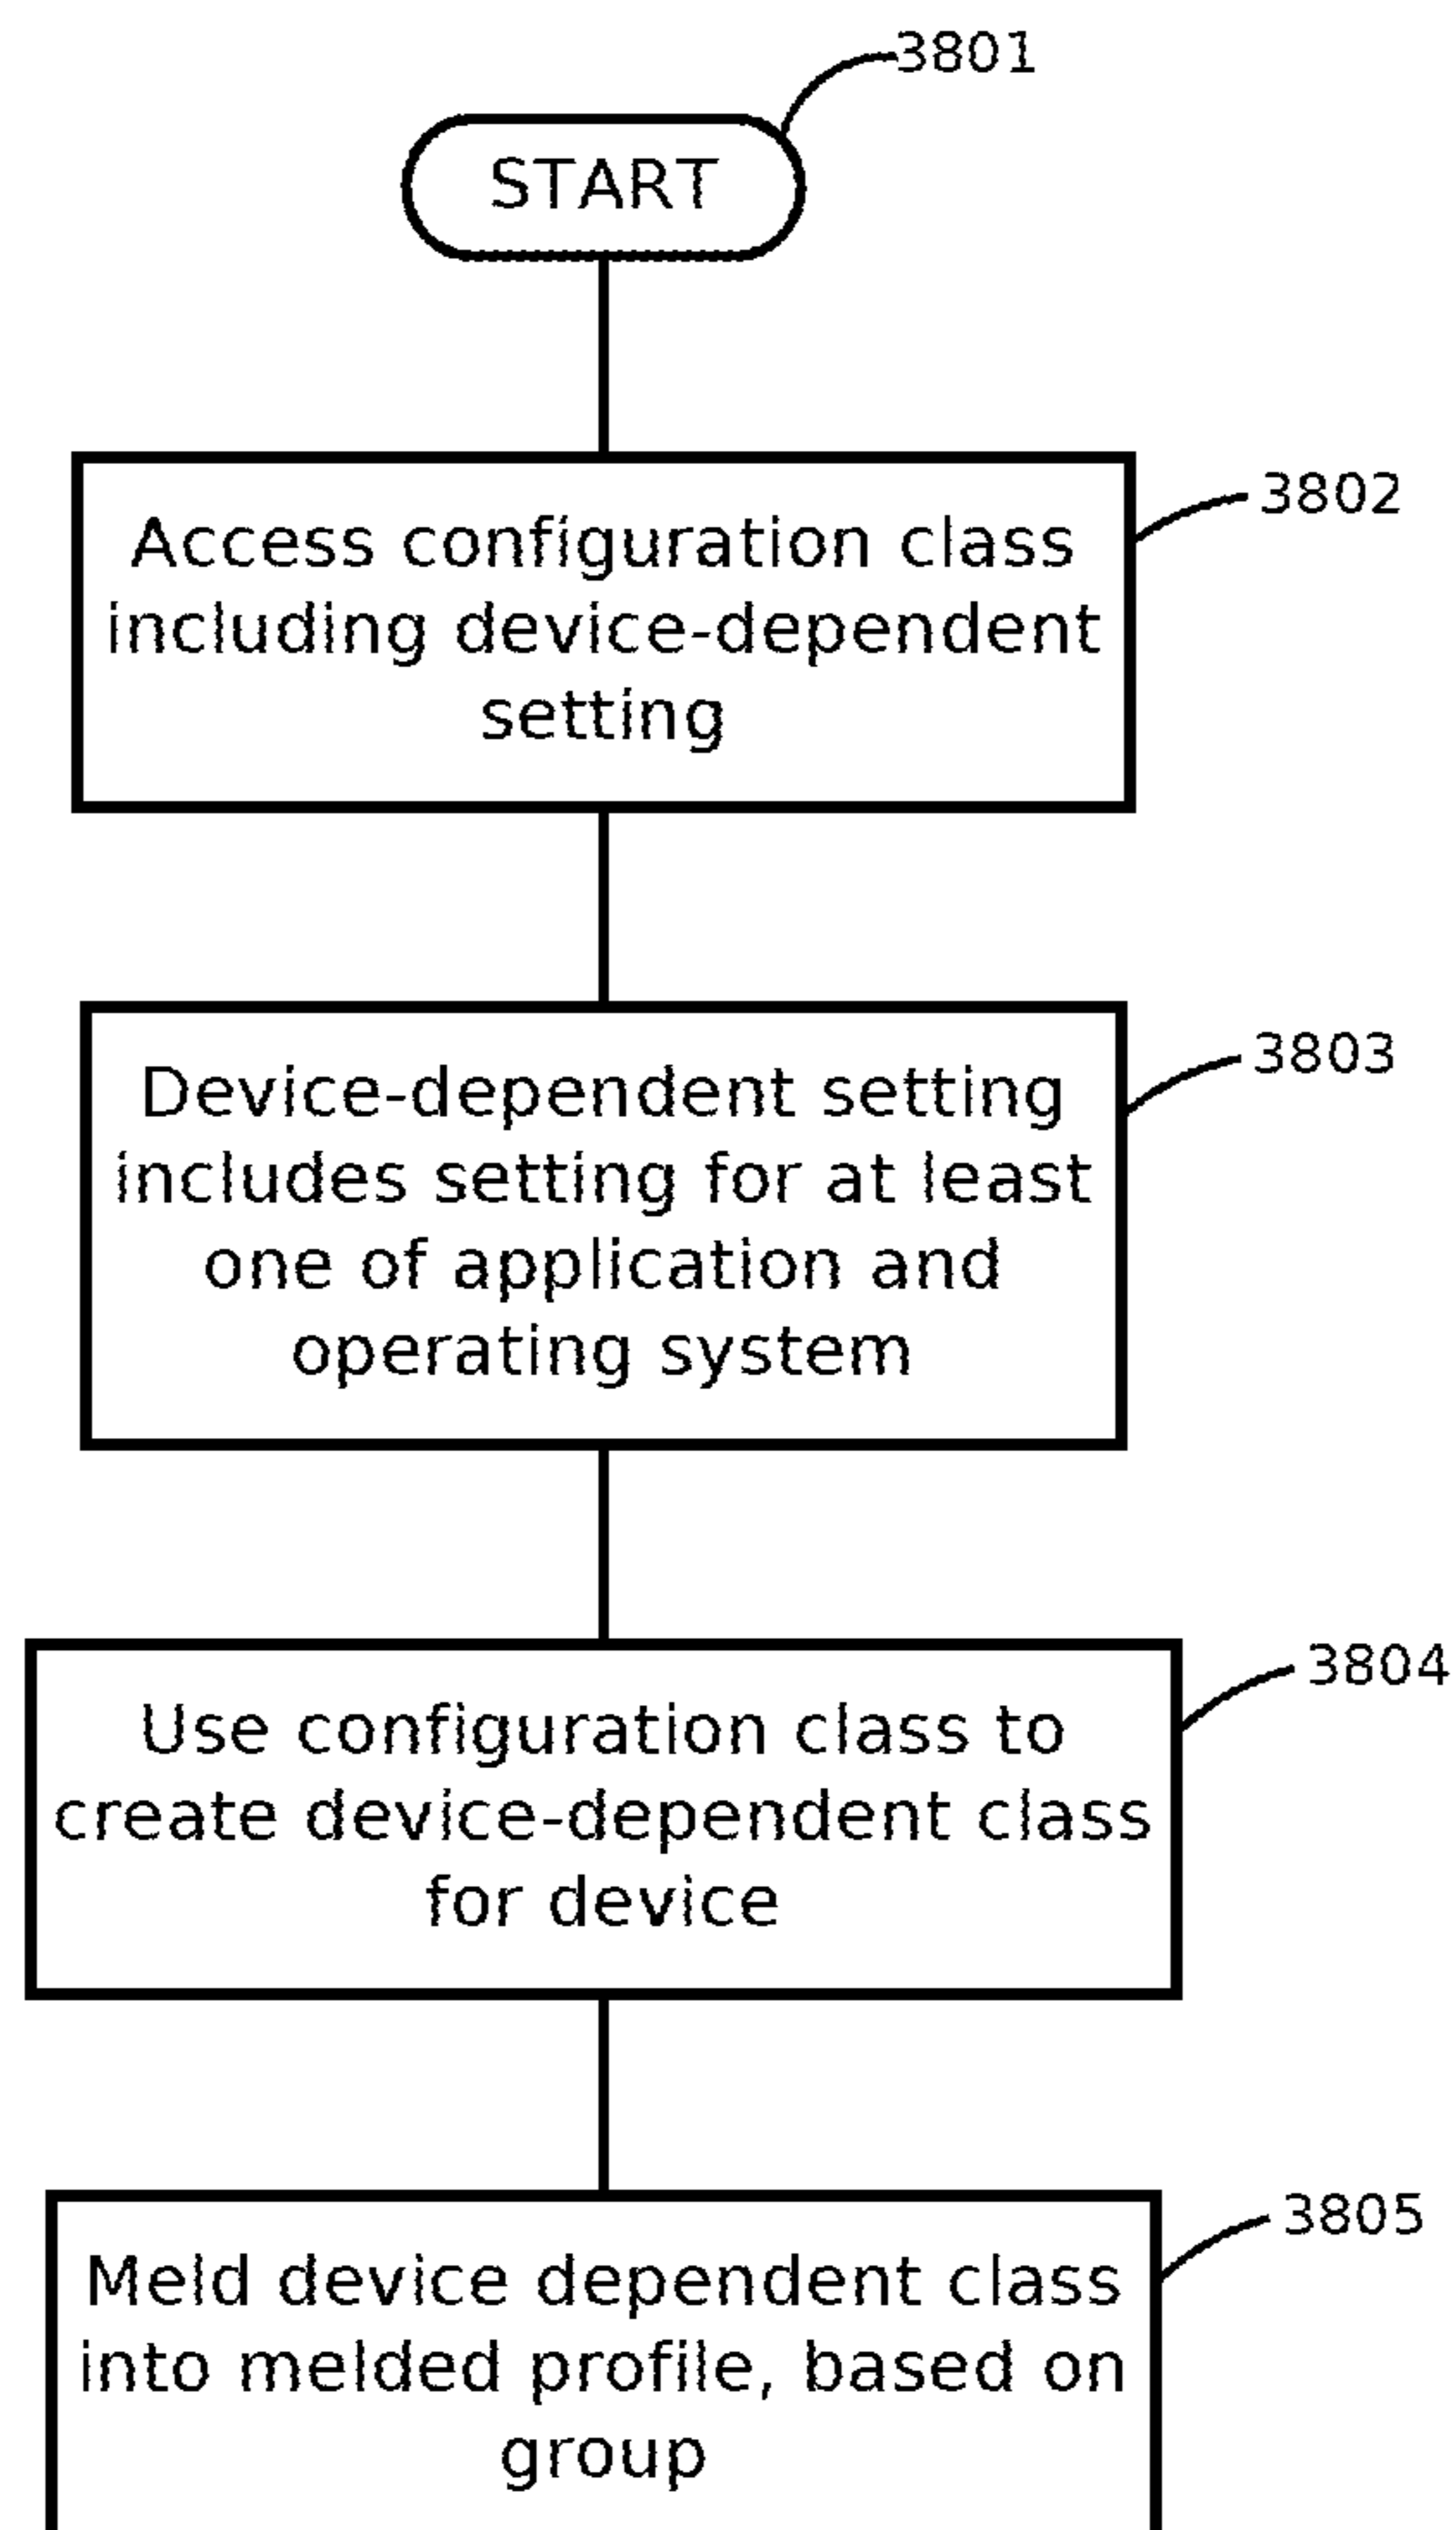 3801
START
3802
Access configuration class
including device-dependent
setting
3803
Device-dependent setting
includes setting for at least
one of application and
operating system
3804
Use configuration class to
create device-dependent class
for device
3805
Meld device dependent class
into melded profile, based on
group